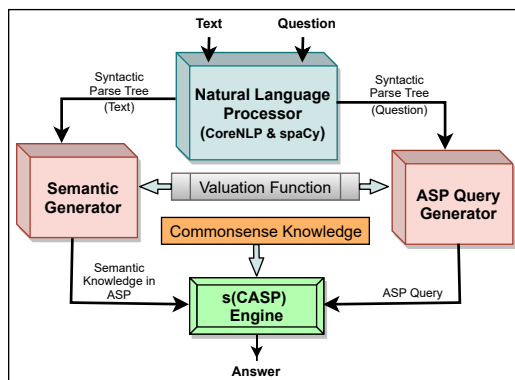 Text
Question
Syntactic
Parse Tree
(Text)
Natural Language
Processor
(CoreNLP & spaCy)
Syntactic
Parse Tree
(Question)
Semantic
Generator
Valuation Function
ASP Query
Generator
Commonsense Knowledge
Semantic
Knowledge in
ASP
s(CASP)
Engine
ASP Query
Answer